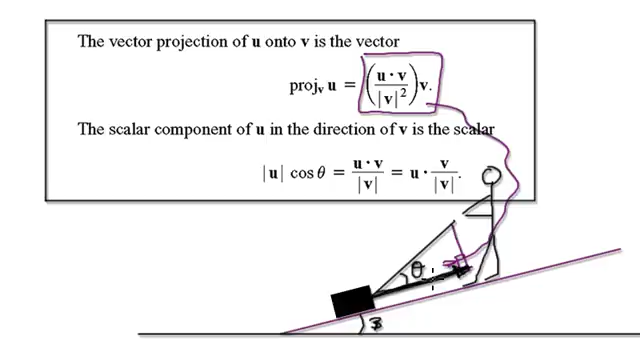 The vector projection of u onto v is the vector
proj_v u = (u · v / |v|²) v.
The scalar component of u in the direction of v is the scalar
|u| cos θ = u · v / |v| = u · v / |v|.
θ